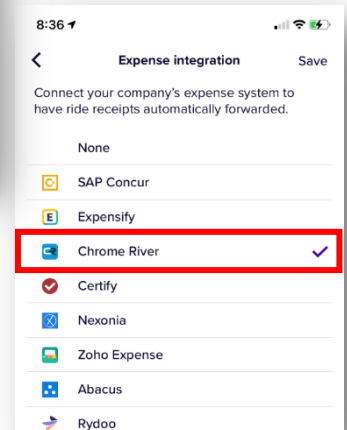 8:36
Expense integration Save
Connect your company's expense system to
have ride receipts automatically forwarded.
None
SAP Concur
E Expensify
CR Chrome River
Certify
Nexonia
Zoho Expense
Abacus
Rydoo